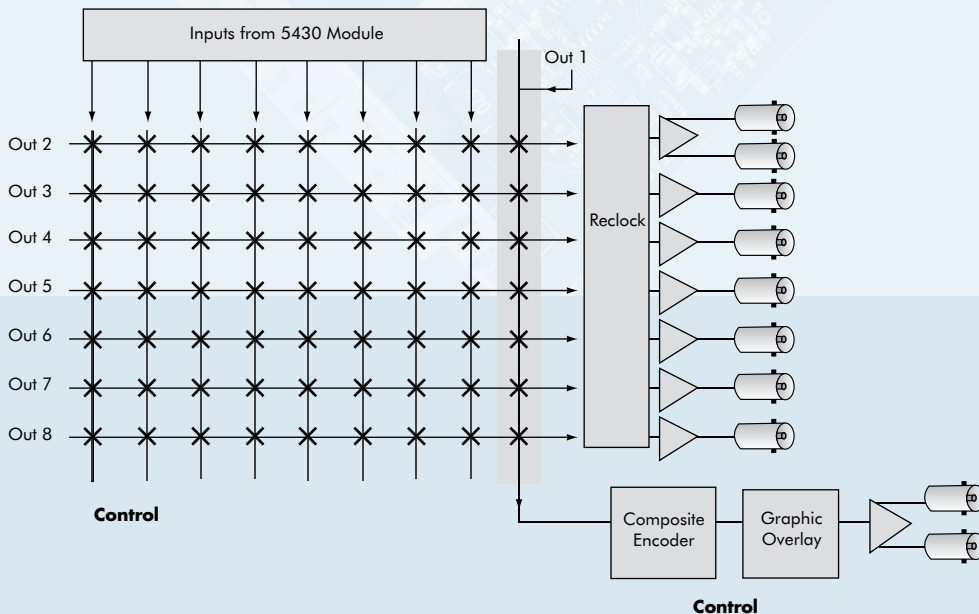 Inputs from 5430 Module
Out 1
Out 2
Out 3
Out 4
Out 5
Out 6
Out 7
Out 8
Reclock
Control
Composite
Encoder
Graphic
Overlay
Control